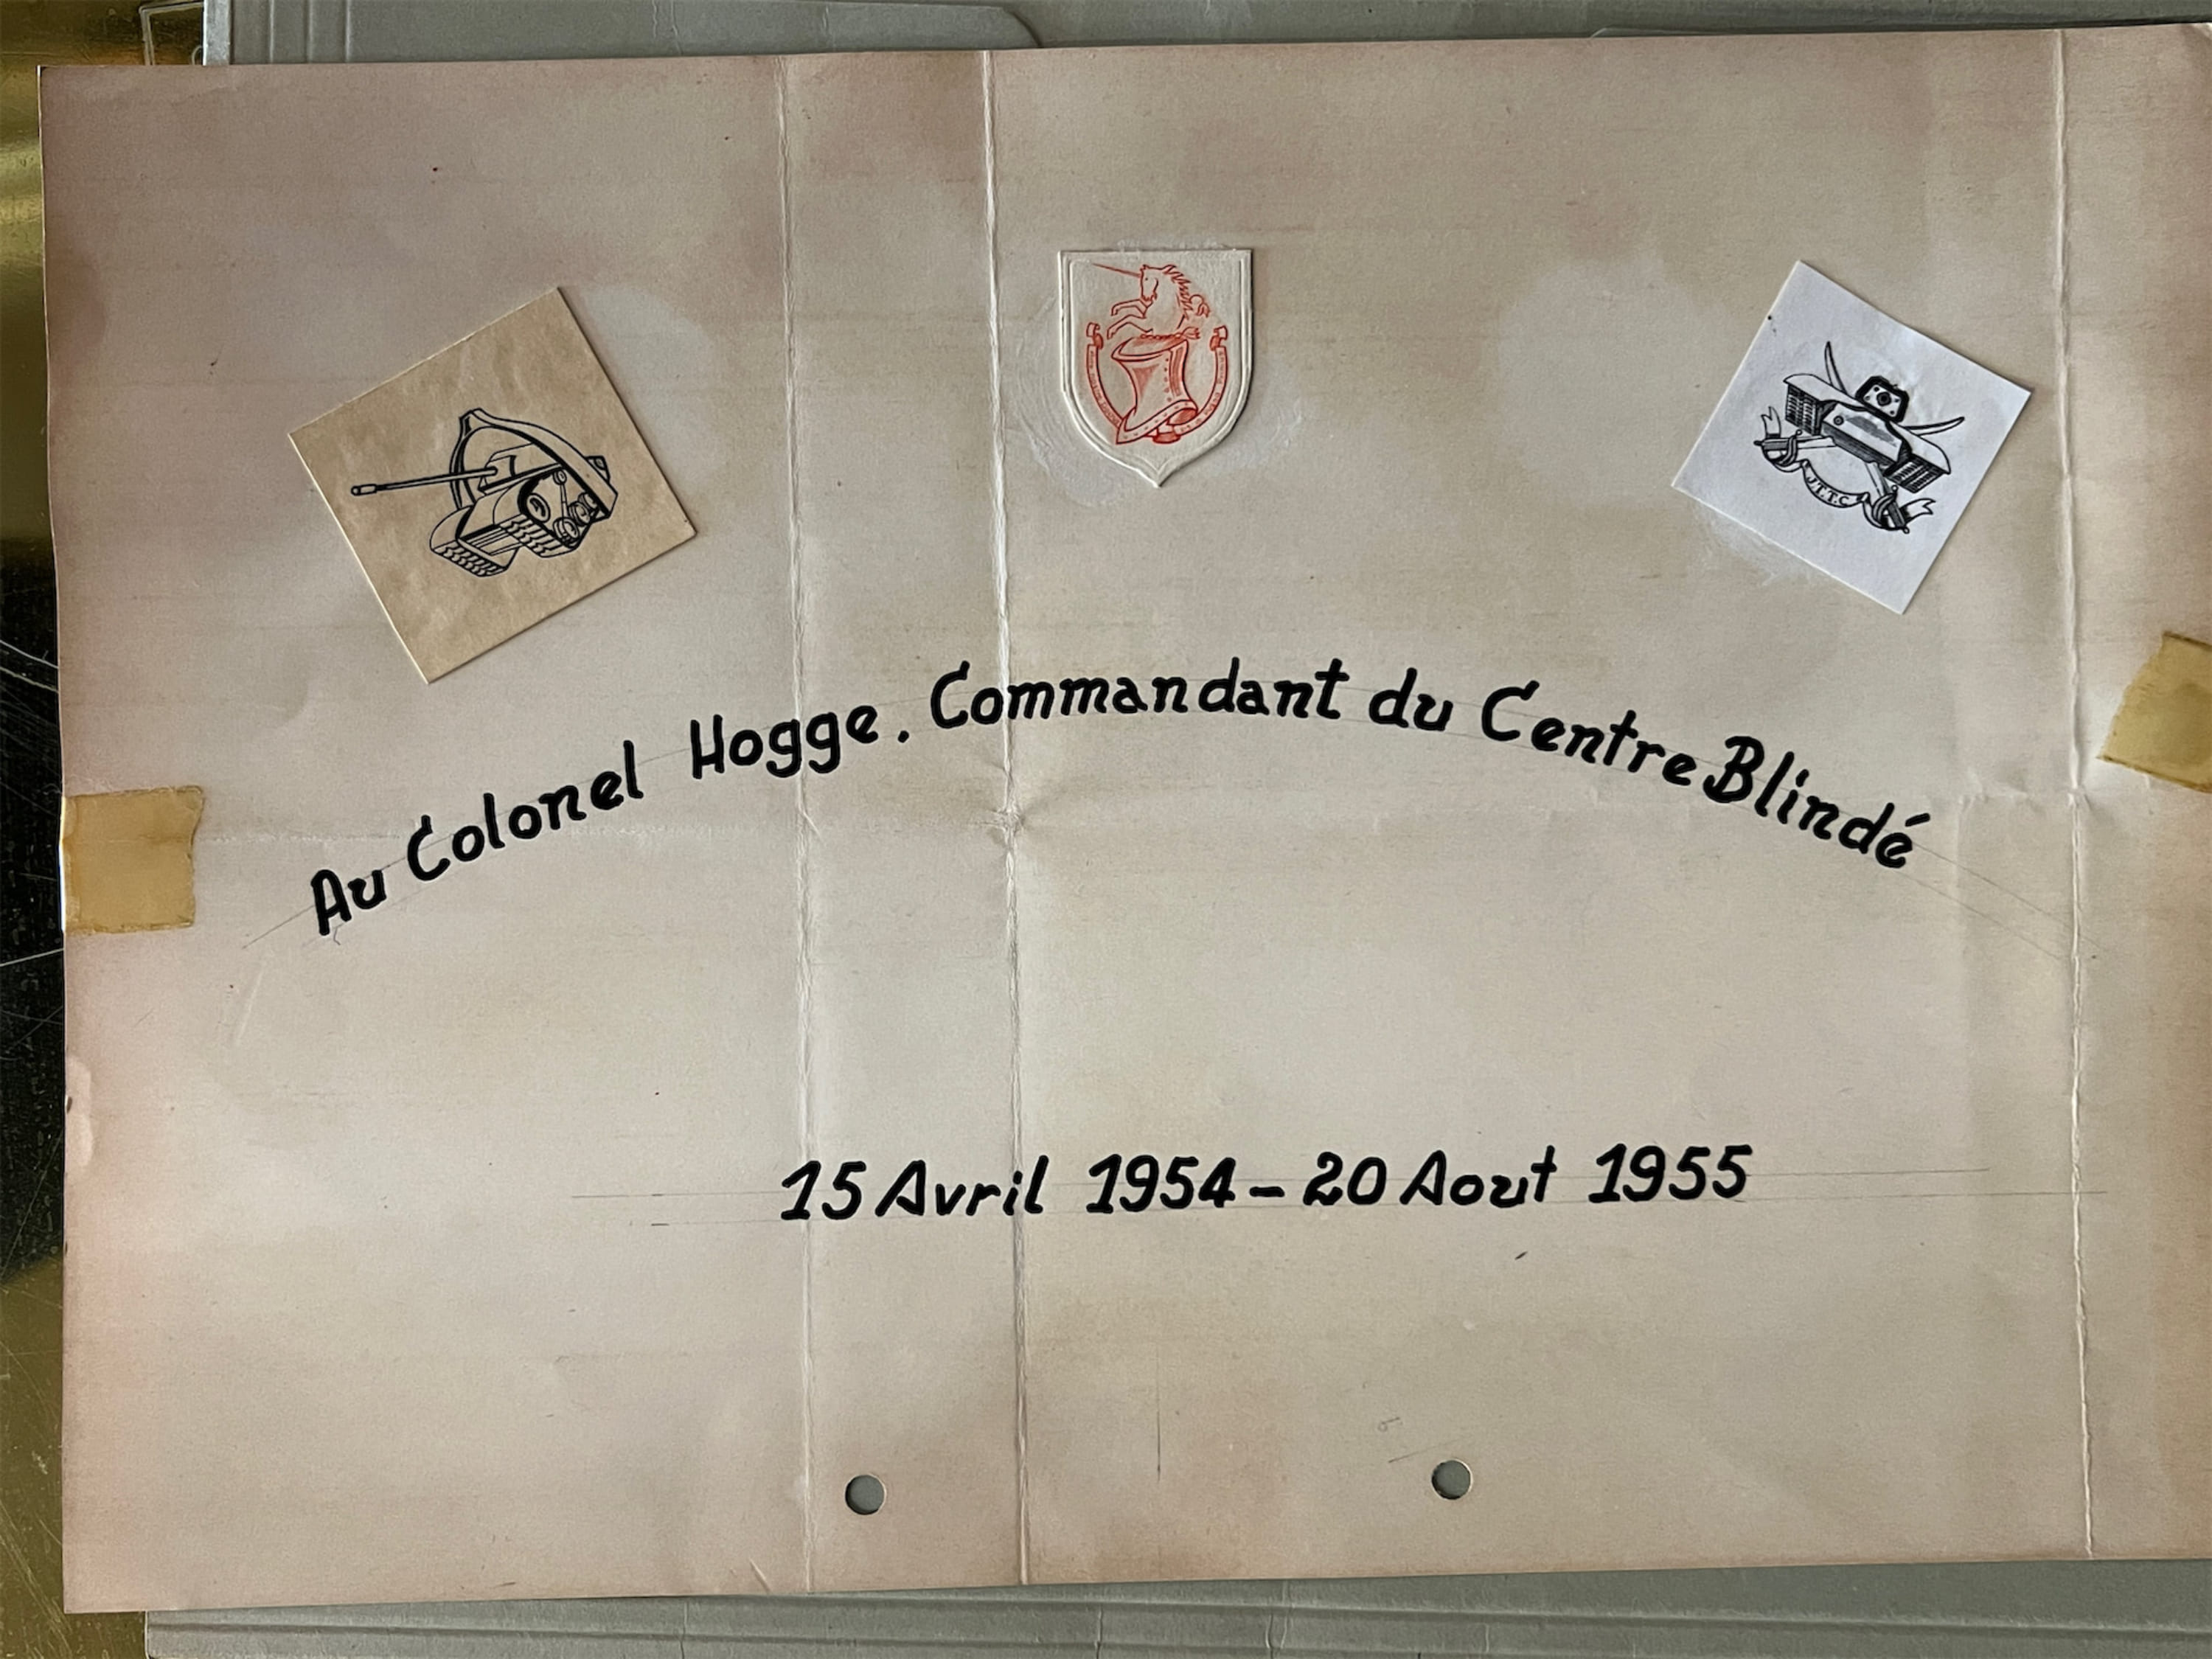 J.T.T.C
Au Colonel Hogge. Commandant du Centre Blindé
15 Avril 1954 - 20 Aout 1955